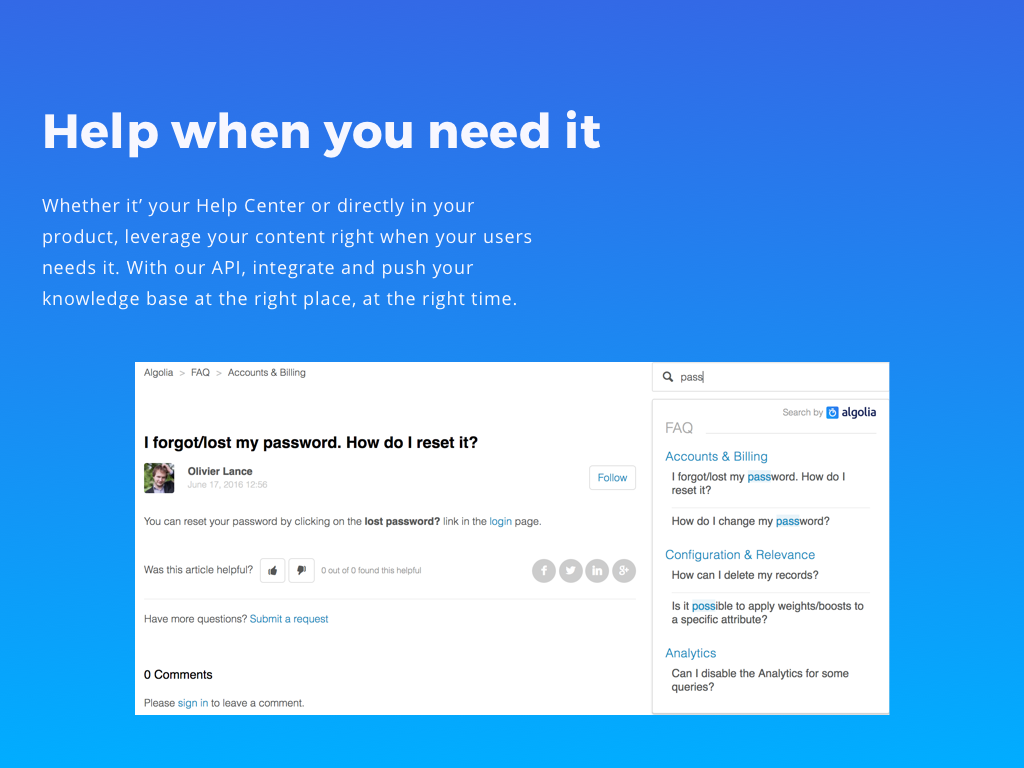 Help when you need it
Whether it’ your Help Center or directly in your
product, leverage your content right when your users
needs it. With our API, integrate and push your
knowledge base at the right place, at the right time.
Algolia > FAQ > Accounts & Billing
I forgot/lost my password. How do I reset it?
Olivier Lance
June 17, 2016 12:56
Follow
You can reset your password by clicking on the lost password? link in the login page.
Was this article helpful?
0 out of 0 found this helpful
f
in
g+
Have more questions? Submit a request
0 Comments
Please sign in to leave a comment.
pass
Search by algolia
FAQ
Accounts & Billing
I forgot/lost my password. How do I
reset it?
How do I change my password?
Configuration & Relevance
How can I delete my records?
Is it possible to apply weights/boosts to
a specific attribute?
Analytics
Can I disable the Analytics for some
queries?